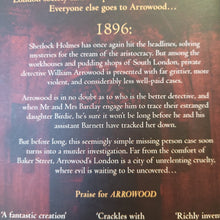 Everyone else goes to Arrowood...
1896:
Sherlock Holmes has once again hit the headlines, solving
mysteries for the cream of the aristocracy. But among the
workhouses and pudding shops of South London, private
detective William Arrowood is presented with far grittier, more
violent, and considerably less well-paid cases.
Arrowood is in no doubt as to who is the better detective, and
when Mr and Mrs Barclay engage him to trace their estranged
daughter Birdie, he's sure it won't be long before he and his
assistant Barnett have tracked her down.
But before long, this seemingly simple missing person case soon
turns into a murder investigation. Far from the comfort of
Baker Street, Arrowood's London is a city of unrelenting cruelty,
where evil is waiting to be uncovered...
Praise for ARROWOOD
'A fantastic creation' 'Crackles with 'Richly inven